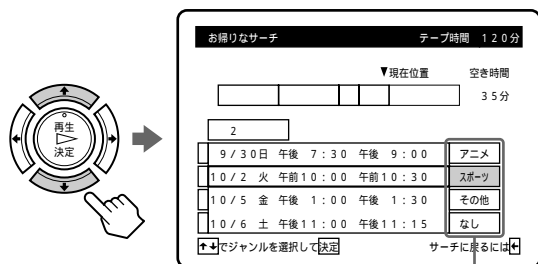 お帰りなサーチ テープ時間 120分
▼現在位置 空き時間
35分
再生
決定
2
9/30日 午後 7:30 午後 9:00 アニメ
10/2 火 午前10:00 午前10:30 スポーツ
10/5 金 午後 1:00 午後 1:30 その他
10/6 土 午後11:00 午後11:15 なし
↑↓でジャンルを選択して決定 サーチに戻るには←